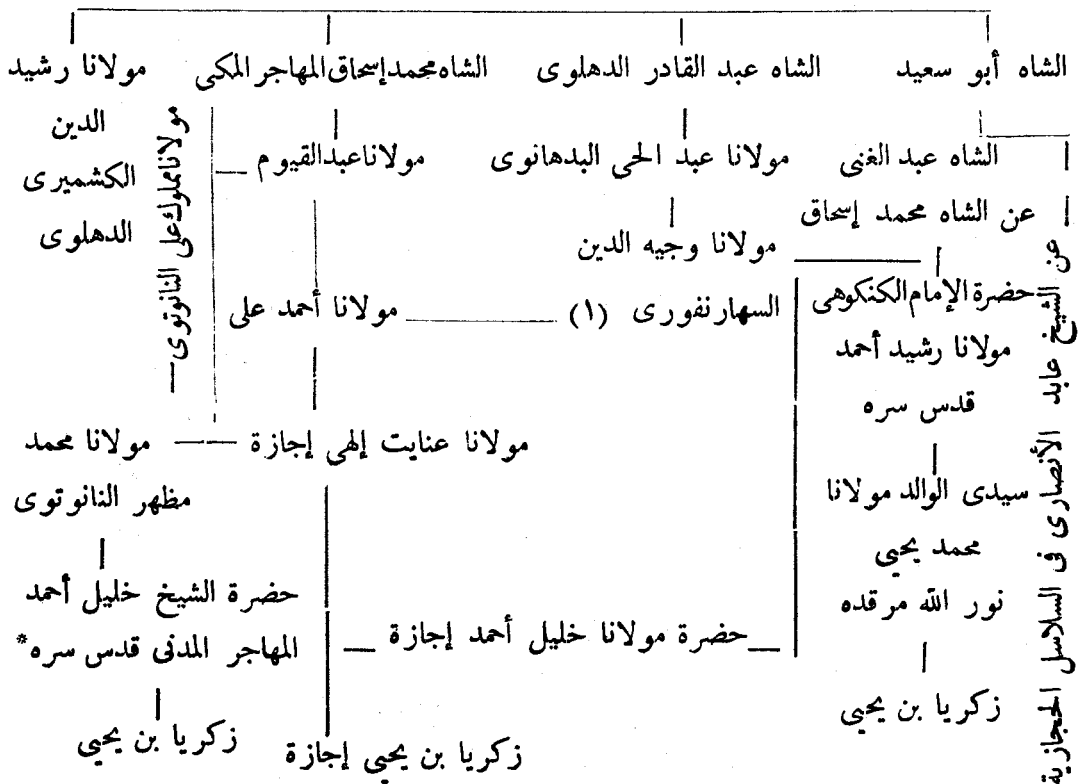 الشاه أبو سعيد الشاه عبد القادر الدهلوى الشاه محمد إسحاق المهاجر المكى مولانا رشيد
الدين
الشاه عبد الغنى مولانا عبد الحى البدهانوى مولانا عبد القيوم الكشميرى
عن الشاه محمد إسحاق الدهلوى
مولانا وجيه الدين
حضرة الإمام الكنكوهى السهارنفورى (١) مولانا أحمد على
مولانا رشيد أحمد
قدس سره
مولانا عنايت إلهى إجازة مولانا محمد
سيدى الوالد مولانا مظهر النانوتوى
محمد يحيى
نور الله مرقده حضرة الشيخ خليل أحمد
حضرة مولانا خليل أحمد إجازة المهاجر المدنى قدس سره*
زكريا بن يحيى زكريا بن يحيى إجازة زكريا بن يحيى
مولانا مملوك على النانوتوى
عن الشيخ عابد الأنصارى فى السلاسل الحجازية